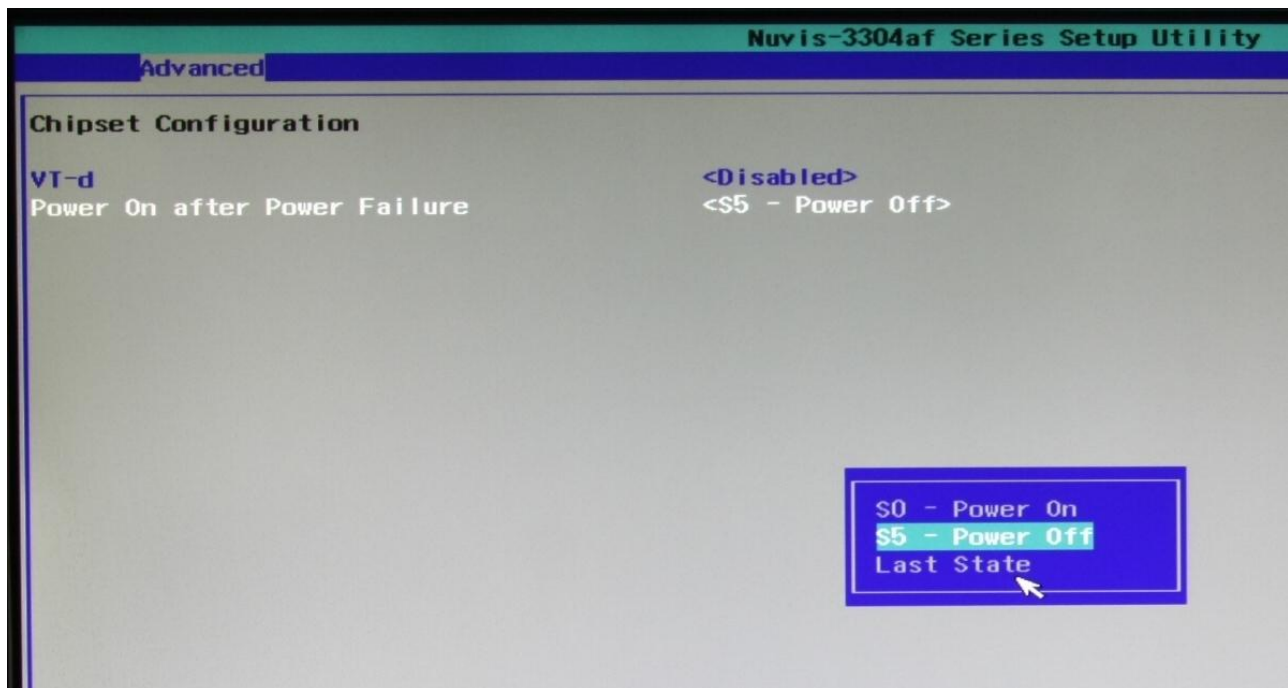 Nuvis-3304af Series Setup Utility
Advanced
Chipset Configuration
VT-d <Disabled>
Power On after Power Failure <S5 - Power Off>
S0 - Power On
S5 - Power Off
Last State